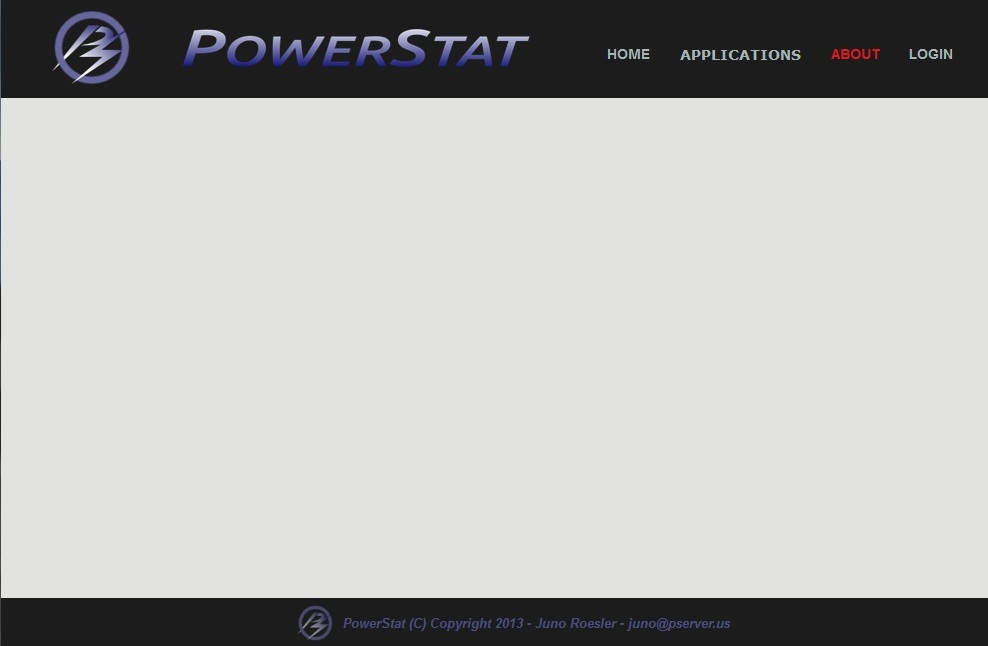 POWERSTAT
HOME APPLICATIONS ABOUT LOGIN
PowerStat (C) Copyright 2013 - Juno Roesler - juno@pserver.us